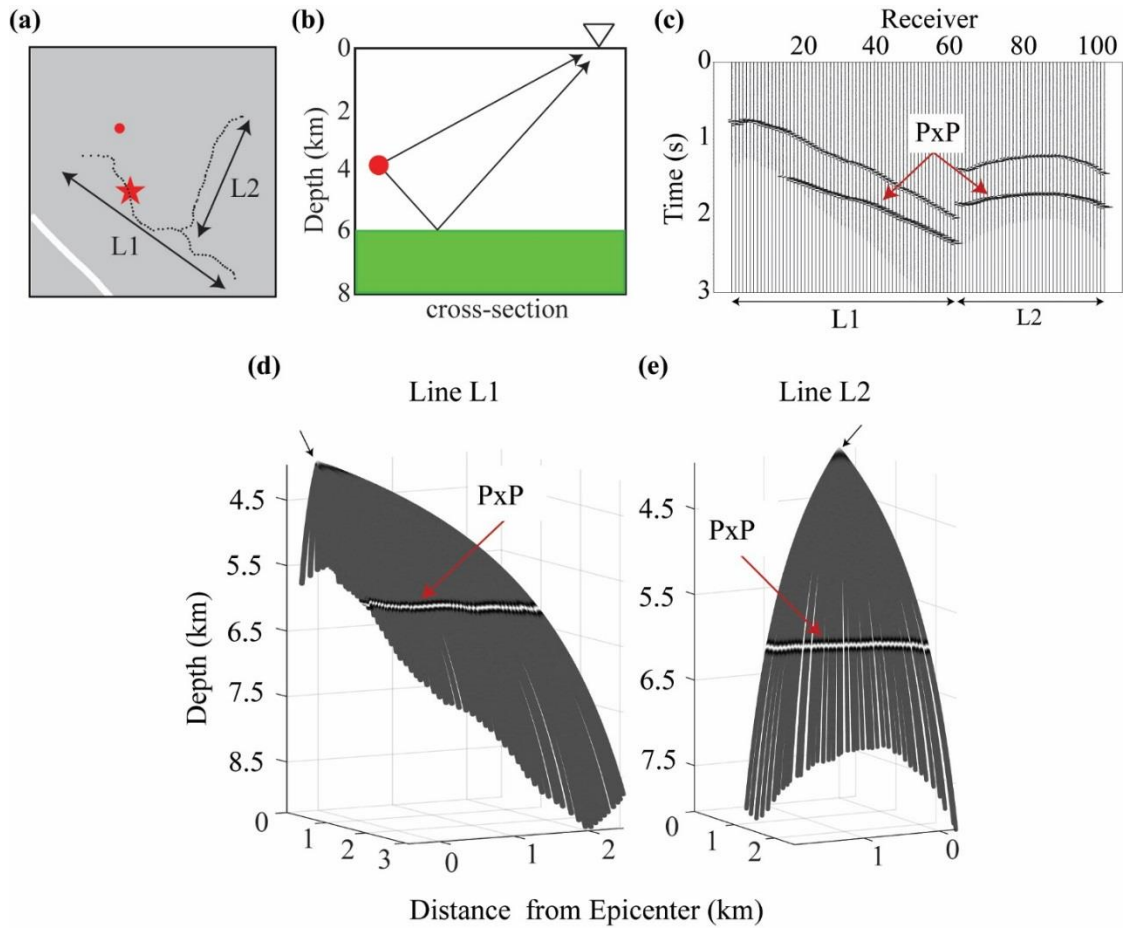 (a)
L1
L2
(b)
Depth (km)
0
2
4
6
8
cross-section
(c)
Receiver
20 40 60 80 100
Time (s)
0
1
2
3
PxP
L1
L2
(d)
Line L1
PxP
Depth (km)
4.5
5.5
6.5
7.5
8.5
0
1
2
3
0
1
2
(e)
Line L2
PxP
4.5
5.5
6.5
7.5
0
1
2
1
0
Distance from Epicenter (km)